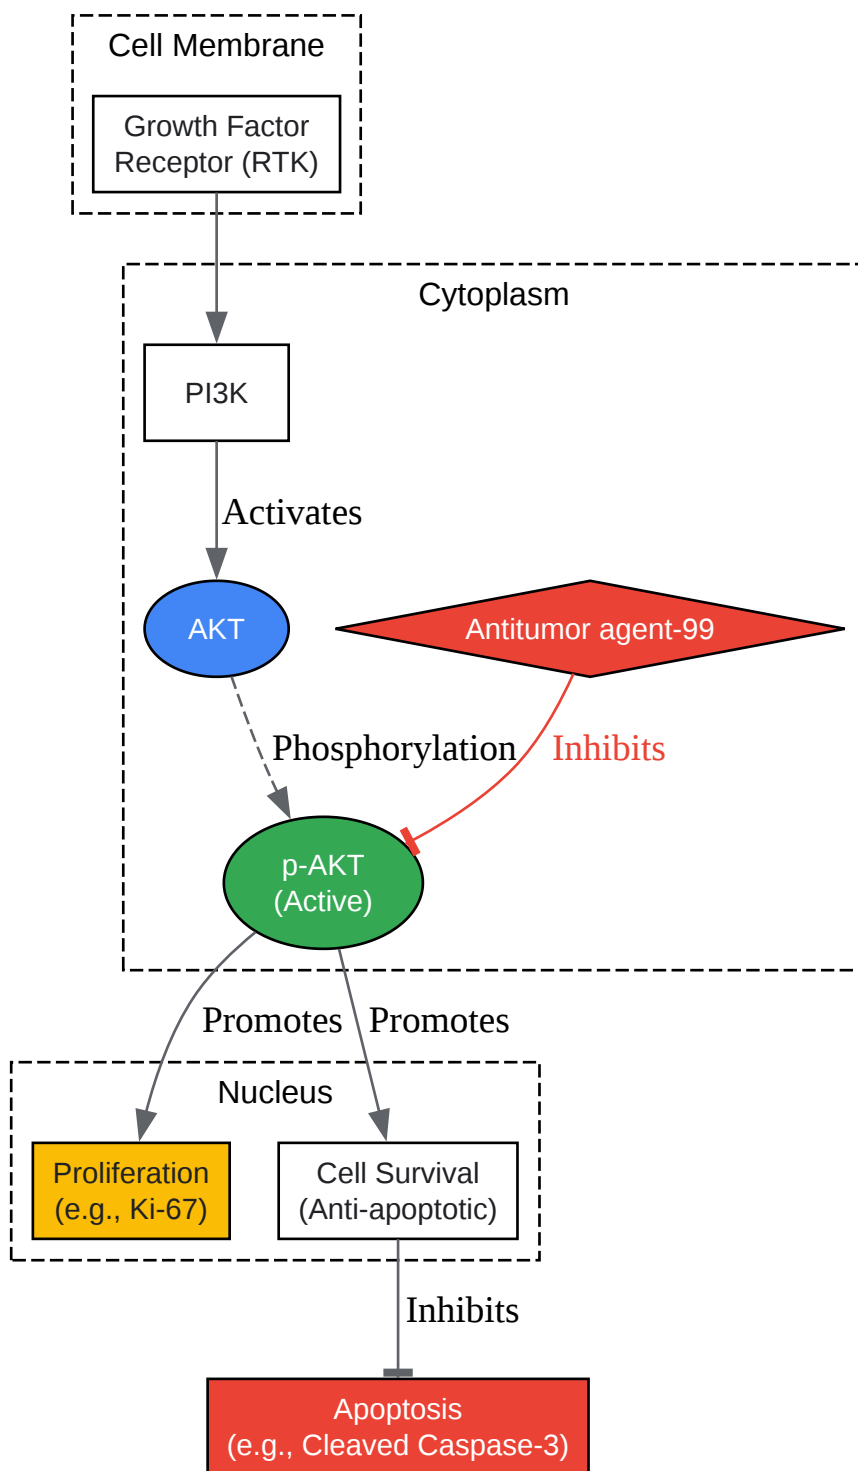 Cell Membrane
Growth Factor
Receptor (RTK)
Cytoplasm
PI3K
Activates
AKT
Antitumor agent-99
Phosphorylation
Inhibits
p-AKT
(Active)
Promotes
Promotes
Nucleus
Proliferation
(e.g., Ki-67)
Cell Survival
(Anti-apoptotic)
Inhibits
Apoptosis
(e.g., Cleaved Caspase-3)